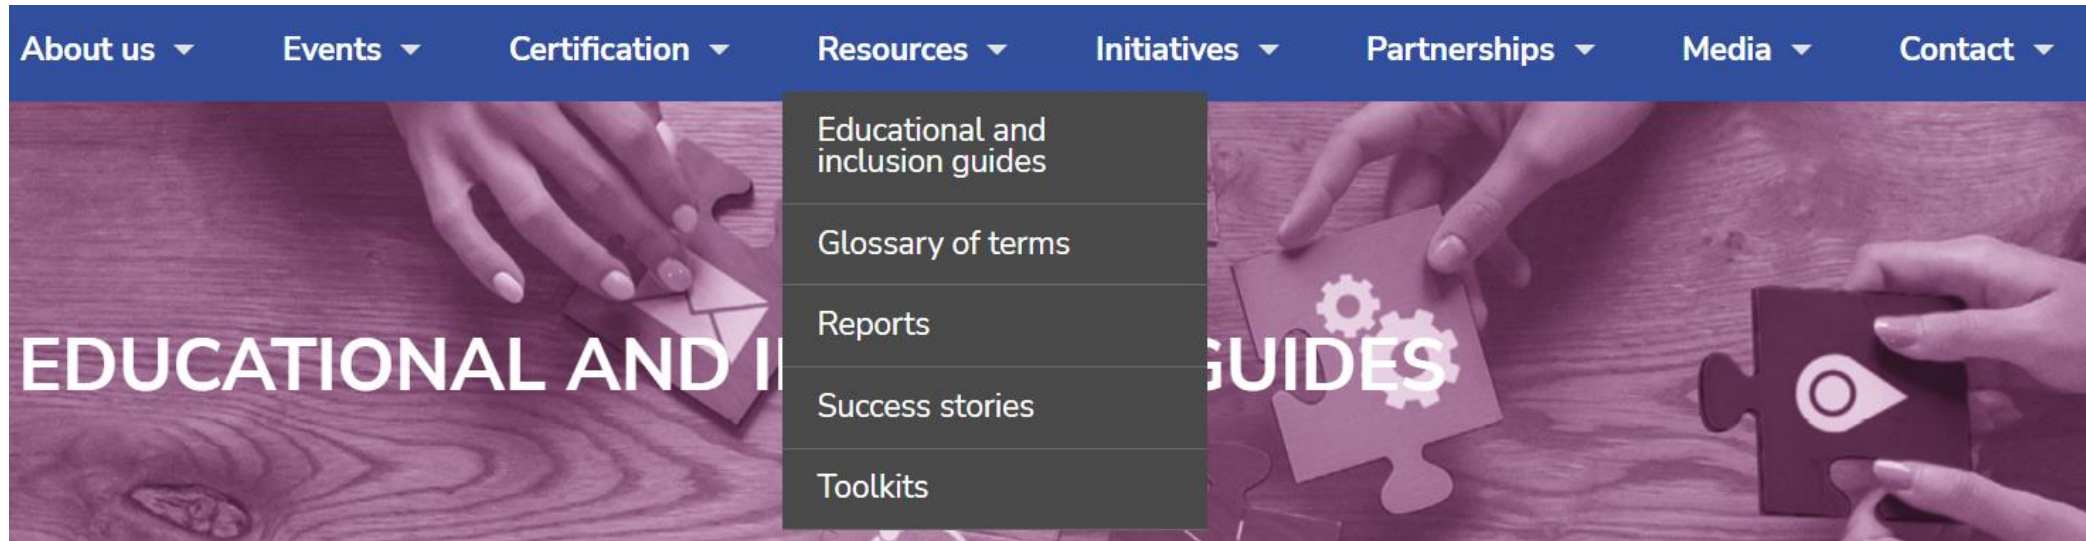 About us Events Certification Resources Initiatives Partnerships Media Contact
Educational and
inclusion guides
Glossary of terms
Reports
EDUCATIONAL AND GUIDES
Success stories
Toolkits